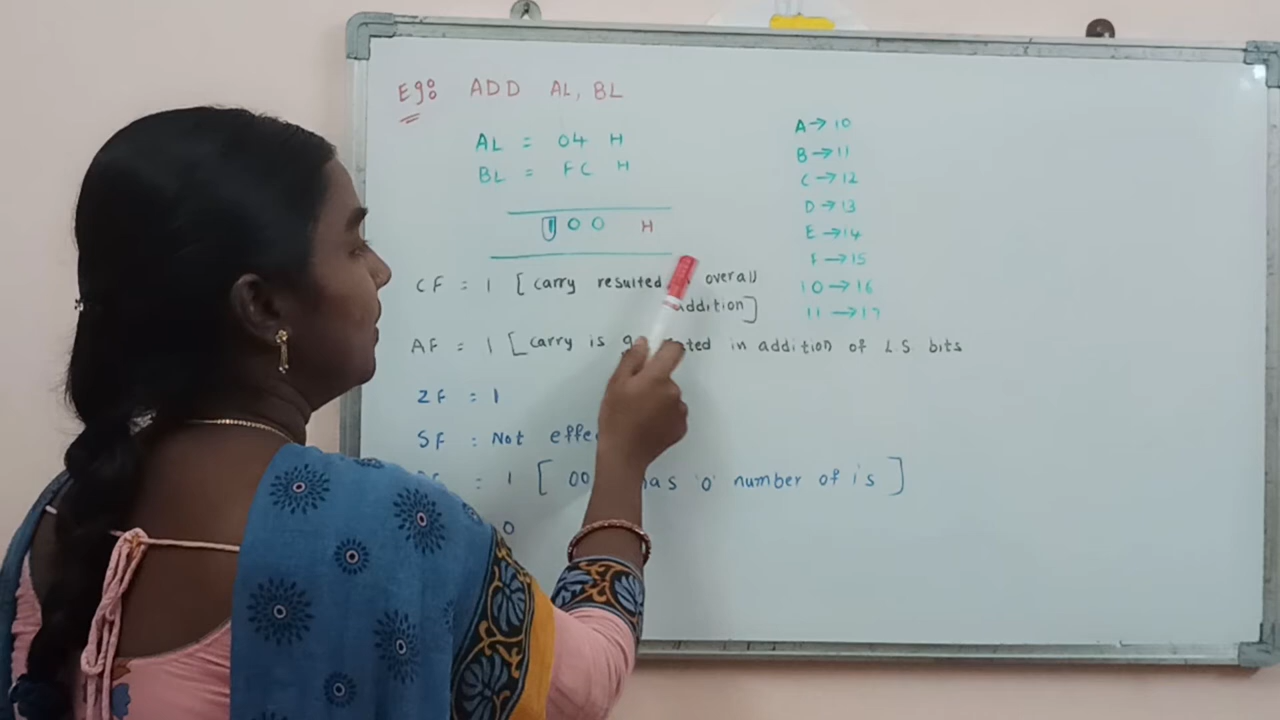 Eg: ADD AL, BL
AL = 04 H
BL = FC H
100 H
CF = 1 [carry resulted overall
addition]
AF = 1 [carry is in addition of L.S. bits
ZF = 1
SF = Not
= 1 [ 00 has '0' number of 1's ]
0
A→10
B→11
C→12
D→13
E→14
F→15
10→16
11→17